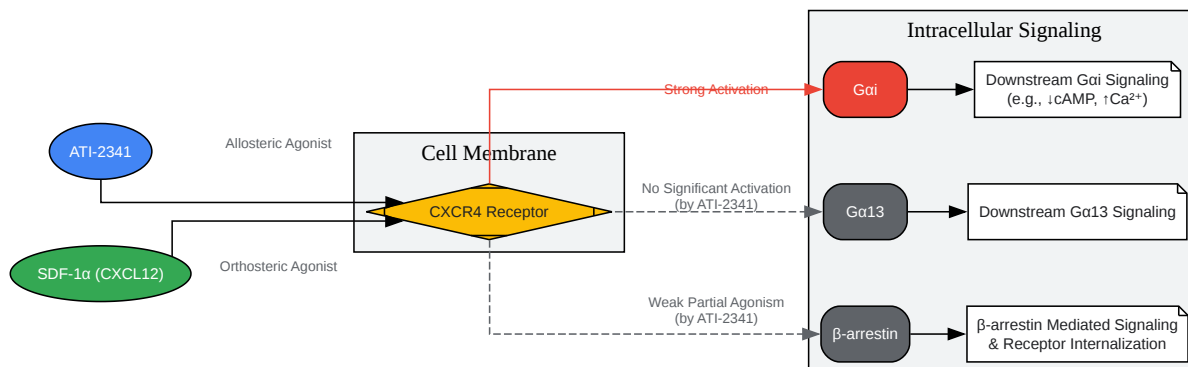 Intracellular Signaling
Strong Activation
Gαi
Downstream Gαi Signaling
(e.g., ↓cAMP, ↑Ca²⁺)
ATI-2341
Allosteric Agonist
Cell Membrane
CXCR4 Receptor
No Significant Activation
(by ATI-2341)
Gα13
Downstream Gα13 Signaling
SDF-1α (CXCL12)
Orthosteric Agonist
Weak Partial Agonism
(by ATI-2341)
β-arrestin
β-arrestin Mediated Signaling
& Receptor Internalization